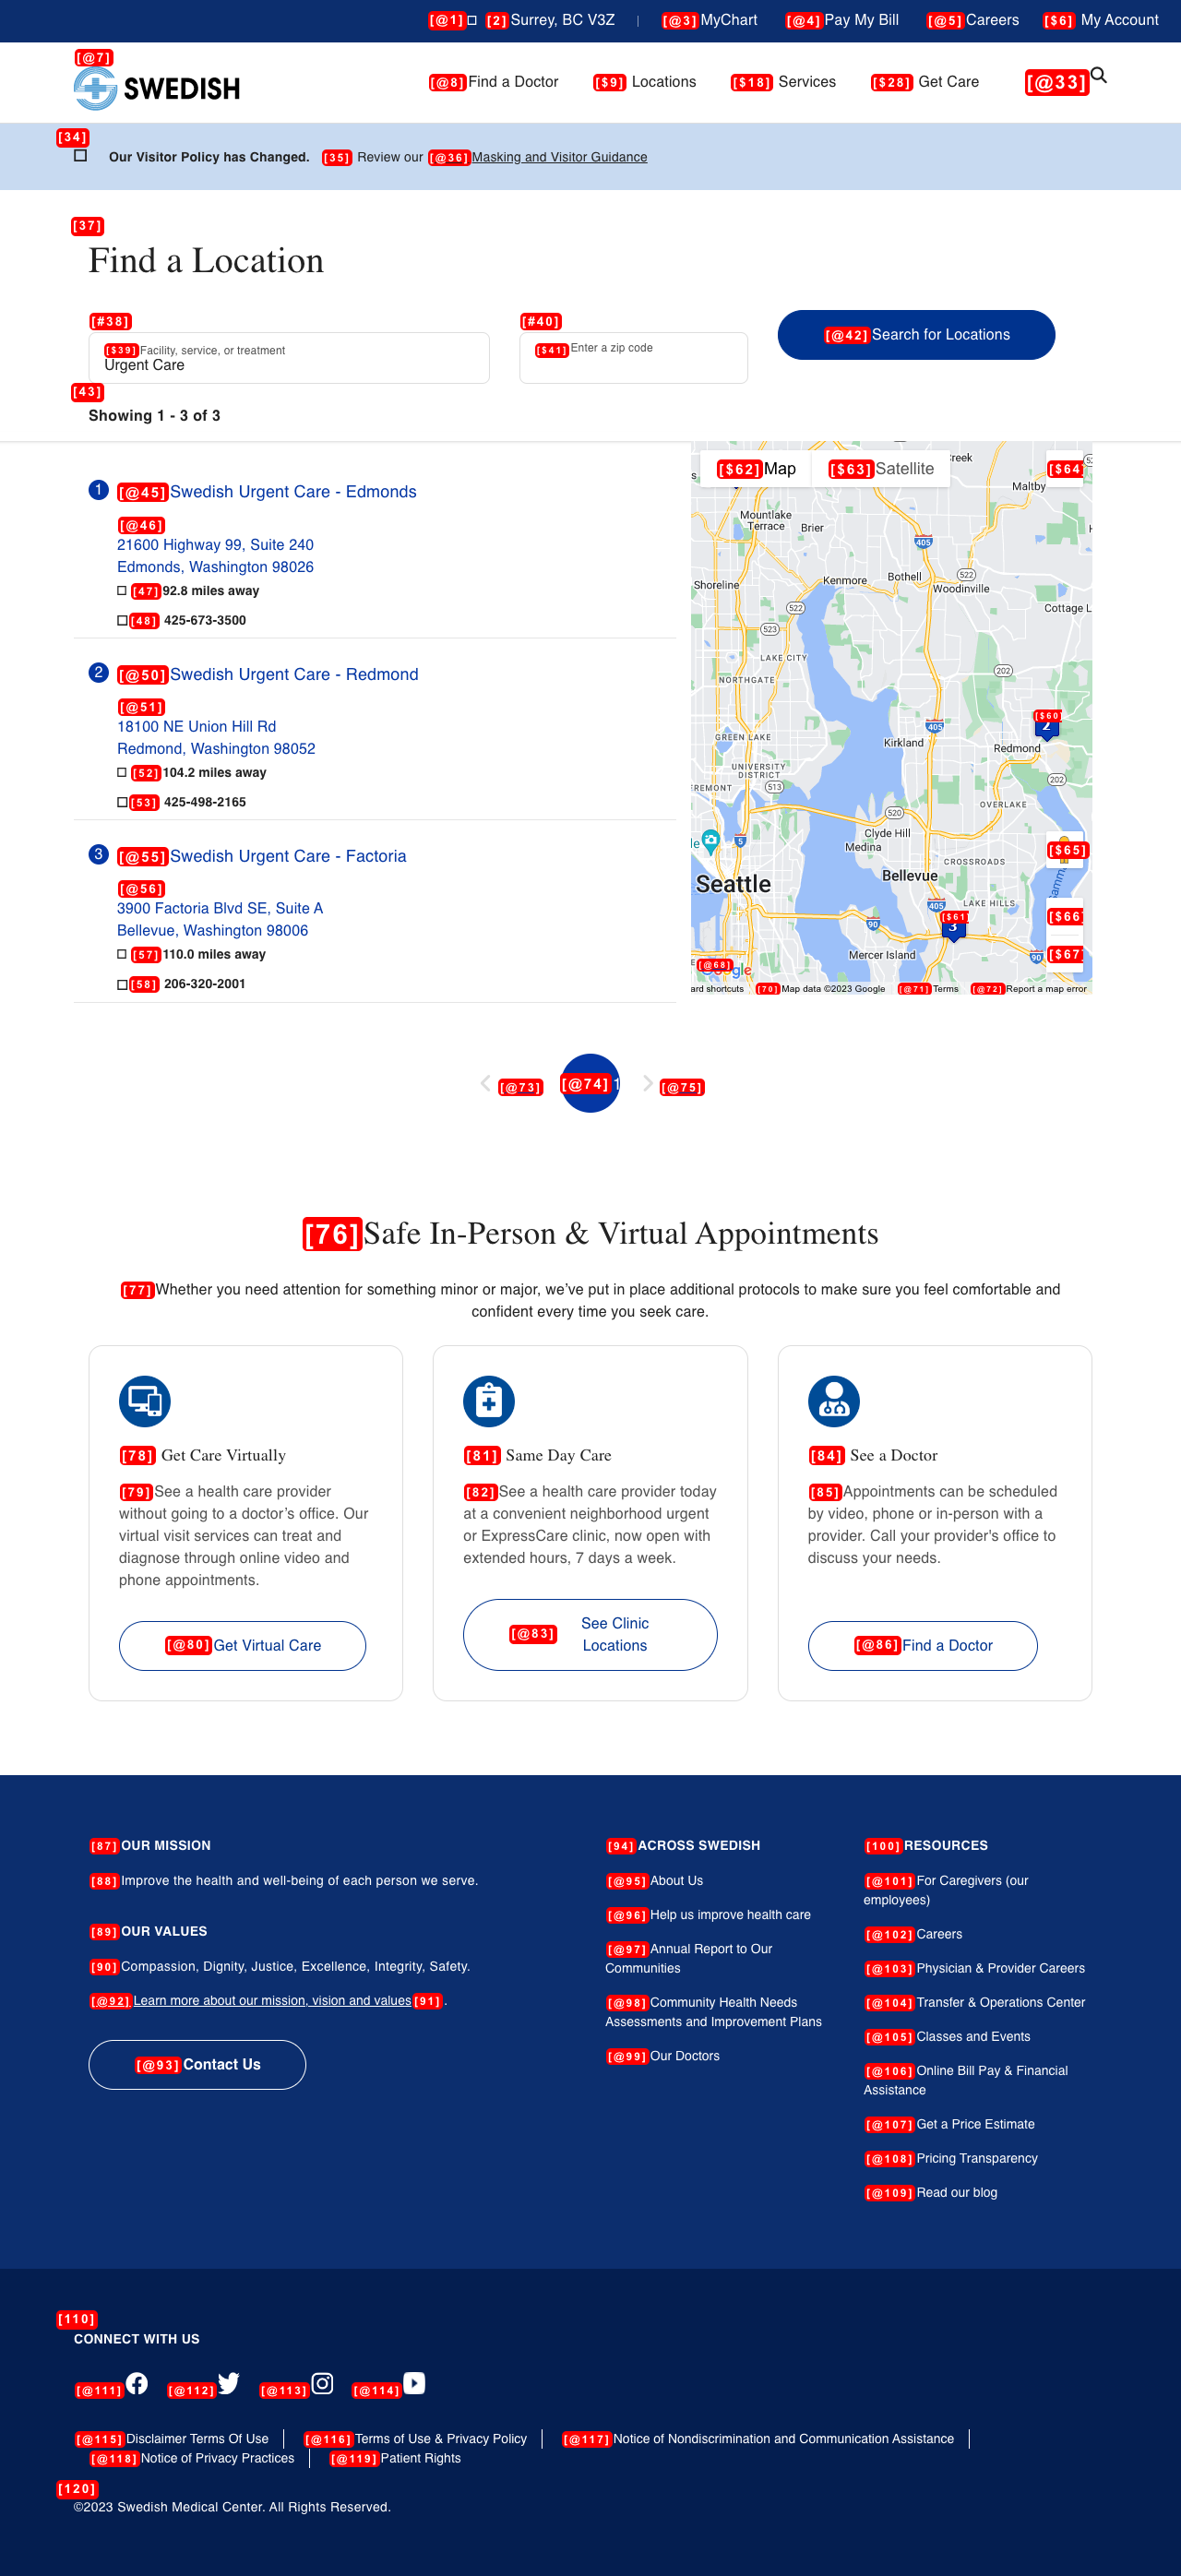 [@1] [2]Surrey, BC V3Z | [@3]MyChart [@4]Pay My Bill [@5]Careers [$6] My Account
[@7]
SWEDISH
[@8]Find a Doctor [$9] Locations [$18] Services [$28] Get Care [@33]
[34]
Our Visitor Policy has Changed. [35] Review our [@36]Masking and Visitor Guidance
[37]
Find a Location
[#38] [#40]
[$39]Facility, service, or treatment
Urgent Care
[$41] Enter a zip code
[@42]Search for Locations
[43]
Showing 1 - 3 of 3
1 [@45]Swedish Urgent Care - Edmonds
[@46]
21600 Highway 99, Suite 240
Edmonds, Washington 98026
[47]92.8 miles away
[48] 425-673-3500
2 [@50]Swedish Urgent Care - Redmond
[@51]
18100 NE Union Hill Rd
Redmond, Washington 98052
[52]104.2 miles away
[53] 425-498-2165
3 [@55]Swedish Urgent Care - Factoria
[@56]
3900 Factoria Blvd SE, Suite A
Bellevue, Washington 98006
[57]110.0 miles away
[58] 206-320-2001
[$62]Map [$63]Satellite [$64]
Maltby
Mountlake
Terrace Brier
405
Shoreline Kenmore Bothell 522
Woodinville
522
Cottage L
523
LAKE CITY
202
NORTHGATE
[$60]
2
GREEN LAKE 405
Kirkland Redmond
UNIVERSITY
DISTRICT
513
202
OVERLAKE
520
Clyde Hill
5
Medina [$65]
CROSSROADS
Seattle Bellevue
LAKE HILLS
[$61] [$66]
90 405
3
90 [$67]
Mercer Island
[@68]
ard shortcuts [70]Map data ©2023 Google [@71]Terms [@72]Report a map error
[@73] [@74] 1 [@75]
[76]Safe In-Person & Virtual Appointments
[77]Whether you need attention for something minor or major, we’ve put in place additional protocols to make sure you feel comfortable and
confident every time you seek care.
[78] Get Care Virtually
[79]See a health care provider
without going to a doctor’s office. Our
virtual visit services can treat and
diagnose through online video and
phone appointments.
[@80]Get Virtual Care
[81] Same Day Care
[82]See a health care provider today
at a convenient neighborhood urgent
or ExpressCare clinic, now open with
extended hours, 7 days a week.
[@83] See Clinic
Locations
[84] See a Doctor
[85]Appointments can be scheduled
by video, phone or in-person with a
provider. Call your provider's office to
discuss your needs.
[@86]Find a Doctor
[87]OUR MISSION
[88]Improve the health and well-being of each person we serve.
[89]OUR VALUES
[90]Compassion, Dignity, Justice, Excellence, Integrity, Safety.
[@92]Learn more about our mission, vision and values[91].
[@93]Contact Us
[94]ACROSS SWEDISH
[@95]About Us
[@96]Help us improve health care
[@97]Annual Report to Our
Communities
[@98]Community Health Needs
Assessments and Improvement Plans
[@99]Our Doctors
[100]RESOURCES
[@101]For Caregivers (our
employees)
[@102]Careers
[@103]Physician & Provider Careers
[@104]Transfer & Operations Center
[@105]Classes and Events
[@106]Online Bill Pay & Financial
Assistance
[@107]Get a Price Estimate
[@108]Pricing Transparency
[@109]Read our blog
[110]
CONNECT WITH US
[@111] [@112] [@113] [@114]
[@115]Disclaimer Terms Of Use [@116]Terms of Use & Privacy Policy [@117]Notice of Nondiscrimination and Communication Assistance
[@118]Notice of Privacy Practices [@119]Patient Rights
[120]
©2023 Swedish Medical Center. All Rights Reserved.